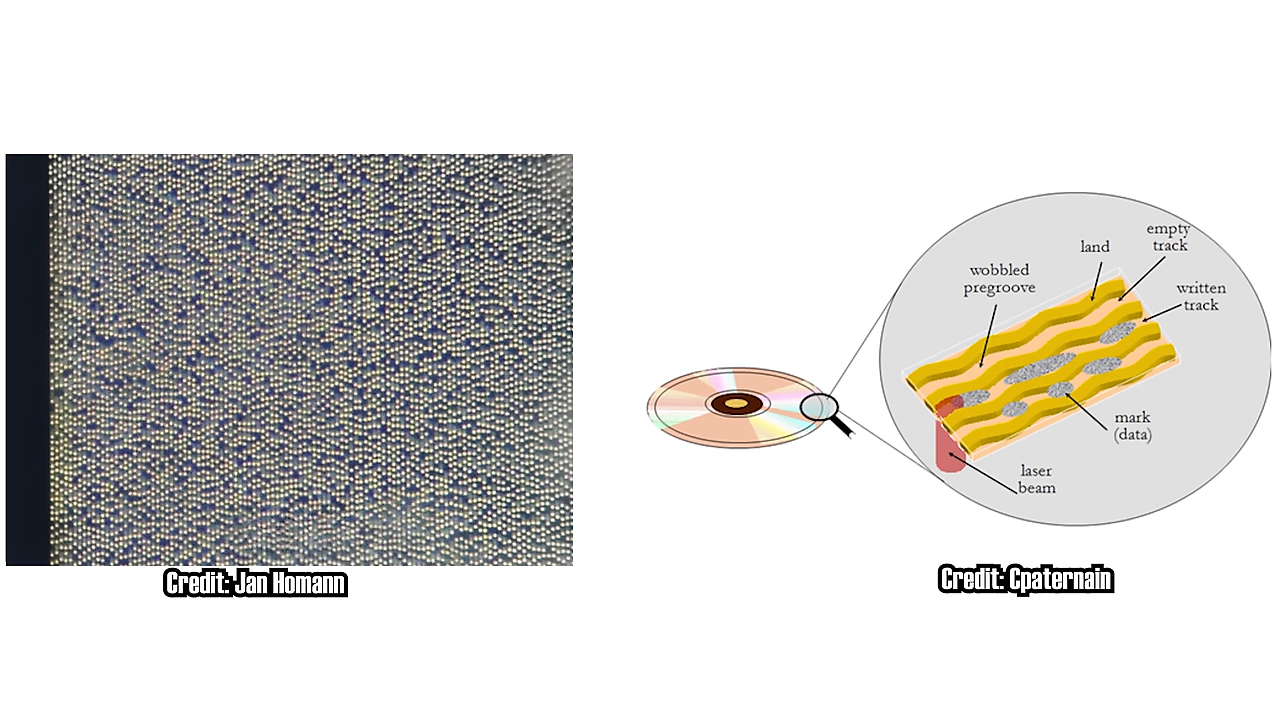 empty
track
land
wobbled
pregroove
written
track
mark
(data)
laser
beam
Credit: Jan Homann
Credit: Cpaternain